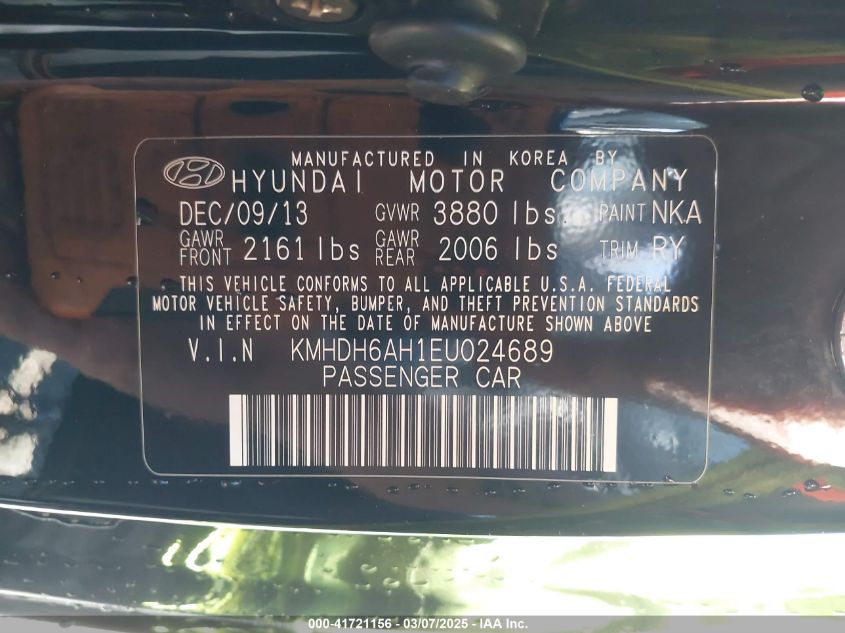 MANUFACTURED IN KOREA BY
HYUNDAI MOTOR COMPANY
DEC/09/13 GVWR 3880 lbs. PAINT NKA
GAWR FRONT 2161 lbs GAWR REAR 2006 lbs TRIM RY
THIS VEHICLE CONFORMS TO ALL APPLICABLE U.S.A. FEDERAL
MOTOR VEHICLE SAFETY, BUMPER, AND THEFT PREVENTION STANDARDS
IN EFFECT ON THE DATE OF MANUFACTURE SHOWN ABOVE
V.I.N KMHDH6AH1EU024689
PASSENGER CAR
000-41721156 — 03/07/2025 - IAA Inc.